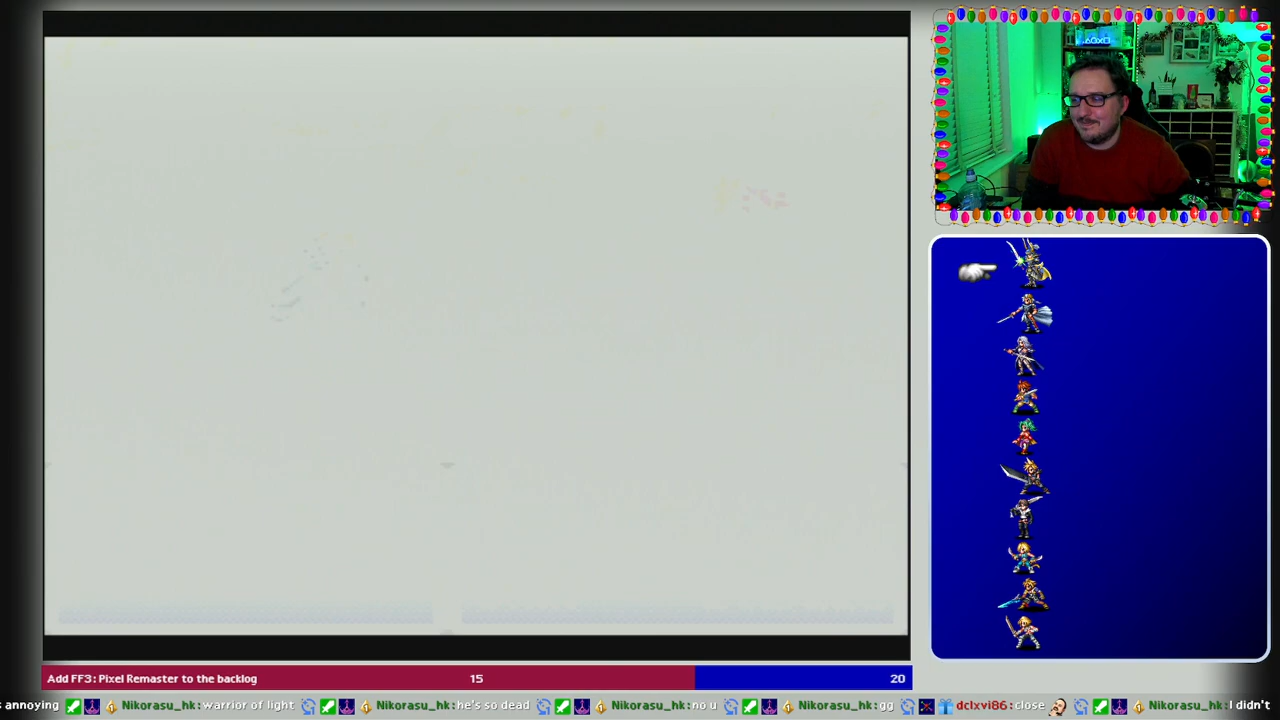 Add FF3: Pixel Remaster to the backlog 15 20
s annoying Nikorasu_hk: warrior of light Nikorasu_hk: he's so dead Nikorasu_hk: no u Nikorasu_hk: gg dclxvi86: close Nikorasu_hk: I didn't